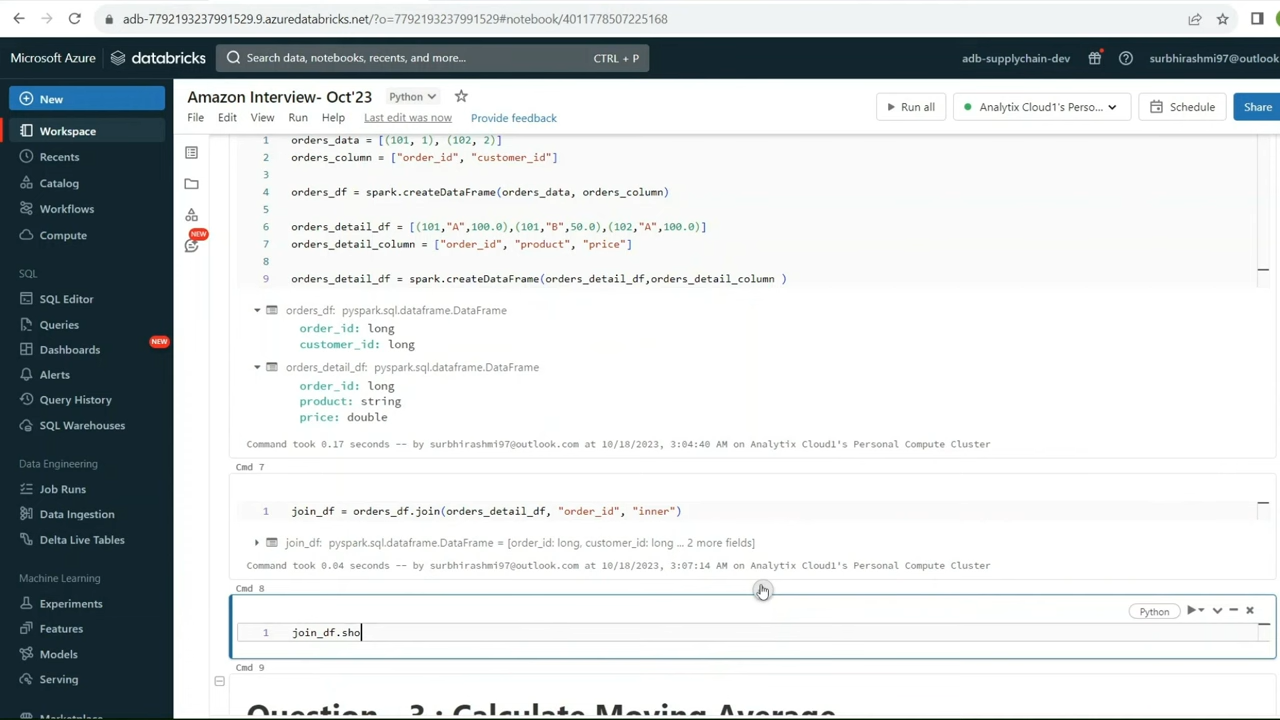 adb-7792193237991529.9.azuredatabricks.net/?o=7792193237991529#notebook/4011778507225168
Microsoft Azure databricks Search data, notebooks, recents, and more... CTRL + P adb-supplychain-dev surbhirashmi97@outlook
New
Workspace
Recents
Catalog
Workflows
Compute
SQL
SQL Editor
Queries
Dashboards NEW
Alerts
Query History
SQL Warehouses
Data Engineering
Job Runs
Data Ingestion
Delta Live Tables
Machine Learning
Experiments
Features
Models
Serving
Amazon Interview- Oct'23 Python
File Edit View Run Help Last edit was now Provide feedback
Run all Analytix Cloud1's Perso... Schedule Share
NEW
1 orders_data = [(101, 1), (102, 2)]
2 orders_column = ["order_id", "customer_id"]
3
4 orders_df = spark.createDataFrame(orders_data, orders_column)
5
6 orders_detail_df = [(101,"A",100.0),(101,"B",50.0),(102,"A",100.0)]
7 orders_detail_column = ["order_id", "product", "price"]
8
9 orders_detail_df = spark.createDataFrame(orders_detail_df,orders_detail_column )
orders_df: pyspark.sql.dataframe.DataFrame
order_id: long
customer_id: long
orders_detail_df: pyspark.sql.dataframe.DataFrame
order_id: long
product: string
price: double
Command took 0.17 seconds -- by surbhirashmi97@outlook.com at 10/18/2023, 3:04:40 AM on Analytix Cloud1's Personal Compute Cluster
Cmd 7
1 join_df = orders_df.join(orders_detail_df, "order_id", "inner")
join_df: pyspark.sql.dataframe.DataFrame = [order_id: long, customer_id: long ... 2 more fields]
Command took 0.04 seconds -- by surbhirashmi97@outlook.com at 10/18/2023, 3:07:14 AM on Analytix Cloud1's Personal Compute Cluster
Cmd 8
Python
1 join_df.sho
Cmd 9
Question - 3 : Calculate Moving Average